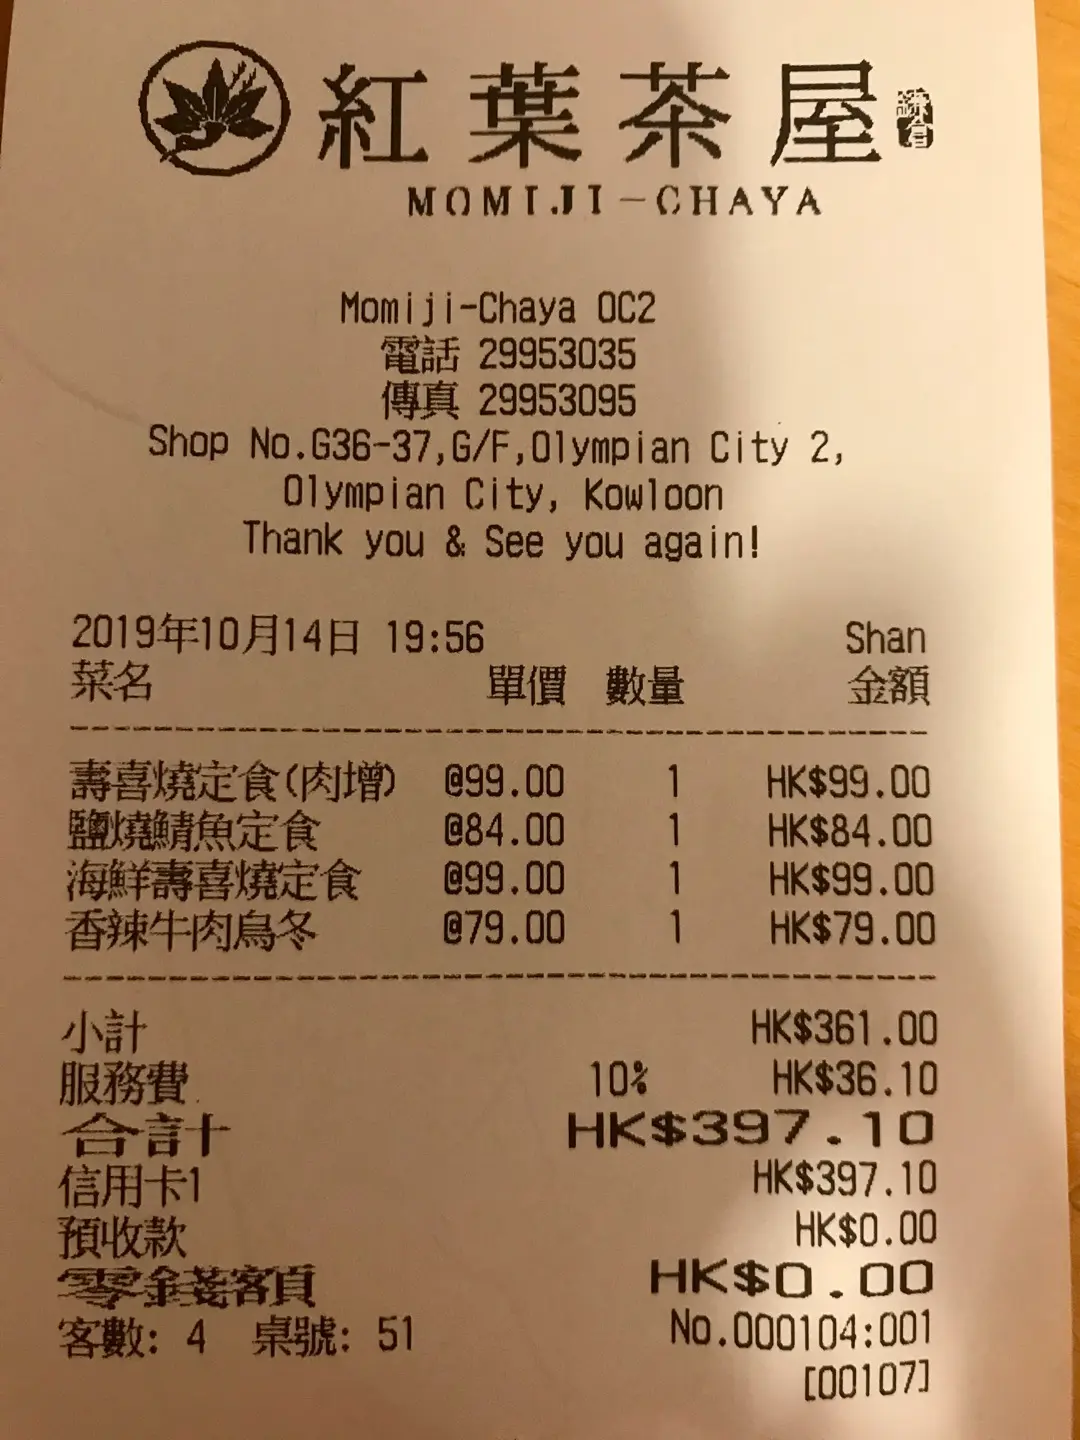 紅葉茶屋
MOMIJI-CHAYA
Momiji-Chaya OC2
電話 29953035
傳真 29953095
Shop No.G36-37,G/F,Olympian City 2,
Olympian City, Kowloon
Thank you & See you again!
2019年10月14日 19:56 Shan
菜名 單價 數量 金額
壽喜燒定食(肉增) @99.00 1 HK$99.00
鹽燒鯖魚定食 @84.00 1 HK$84.00
海鮮壽喜燒定食 @99.00 1 HK$99.00
香辣牛肉烏冬 @79.00 1 HK$79.00
小計 HK$361.00
服務費 10% HK$36.10
合計 HK$397.10
信用卡1 HK$397.10
預收款 HK$0.00
零錢客頁 HK$0.00
客數: 4 桌號: 51 No.000104:001
[00107]